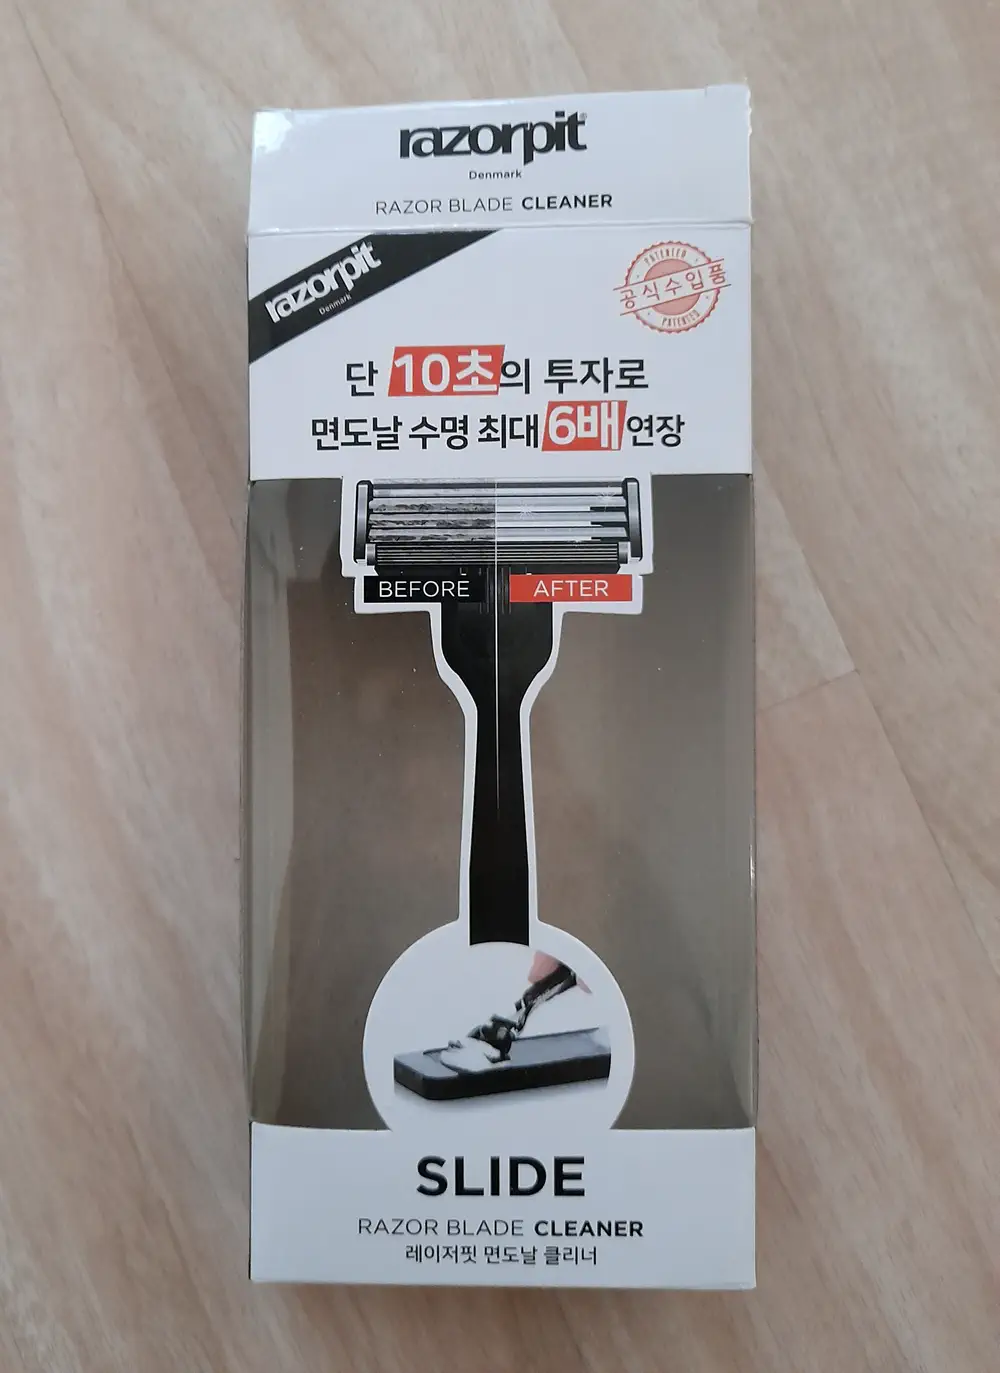 razorpit
Denmark
RAZOR BLADE CLEANER
razorpit
Denmark
PATENTED
공식수입품
PATENTED
단 10초의 투자로
면도날 수명 최대 6배 연장
BEFORE AFTER
SLIDE
RAZOR BLADE CLEANER
레이저핏 면도날 클리너